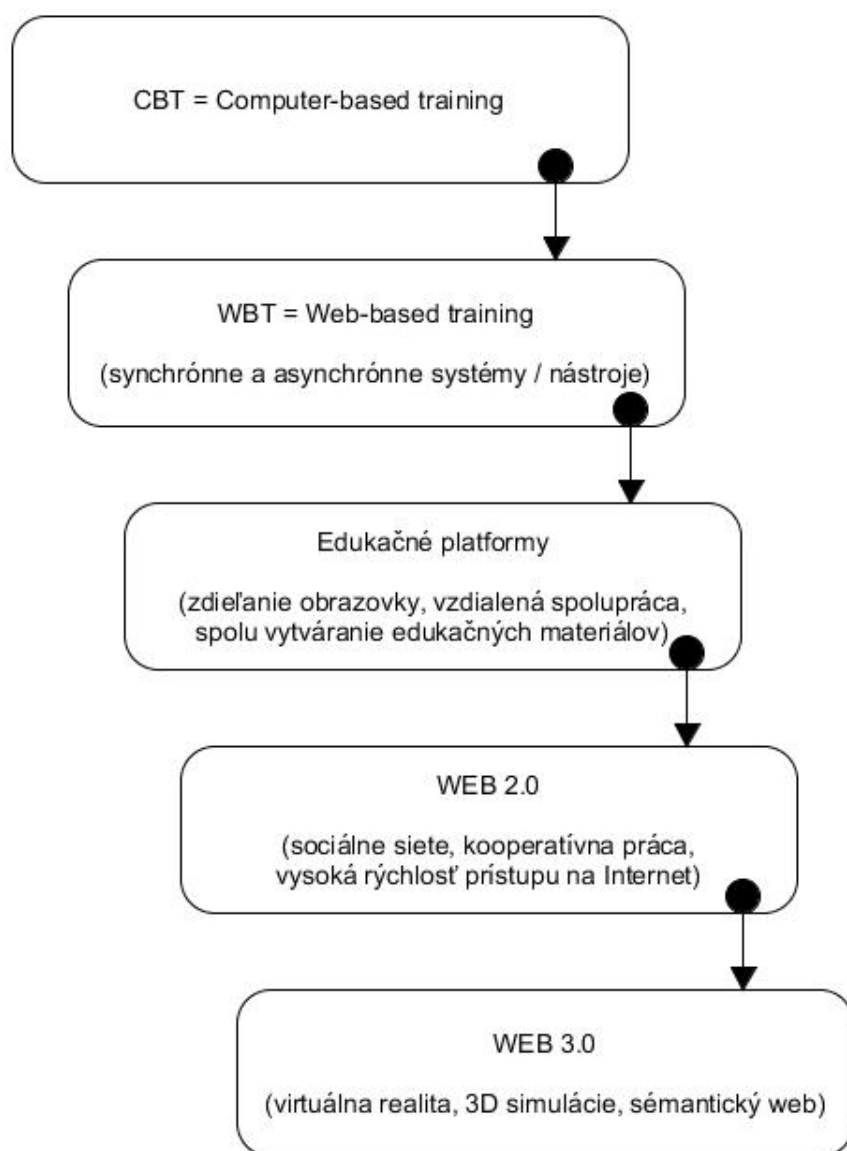 CBT = Computer-based training
WBT = Web-based training
(synchrónne a asynchrónne systémy / nástroje)
Edukačné platformy
(zdieľanie obrazovky, vzdialená spolupráca,
spolu vytváranie edukačných materiálov)
WEB 2.0
(sociálne siete, kooperatívna práca,
vysoká rýchlosť prístupu na Internet)
WEB 3.0
(virtuálna realita, 3D simulácie, sémantický web)